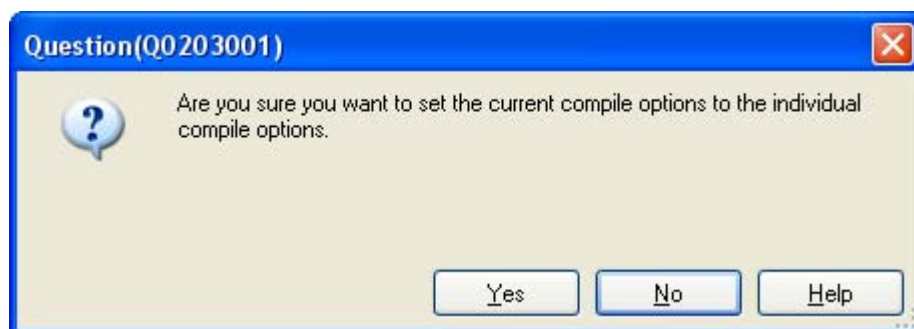 Question(Q0203001)
Are you sure you want to set the current compile options to the individual
compile options.
Yes
No
Help